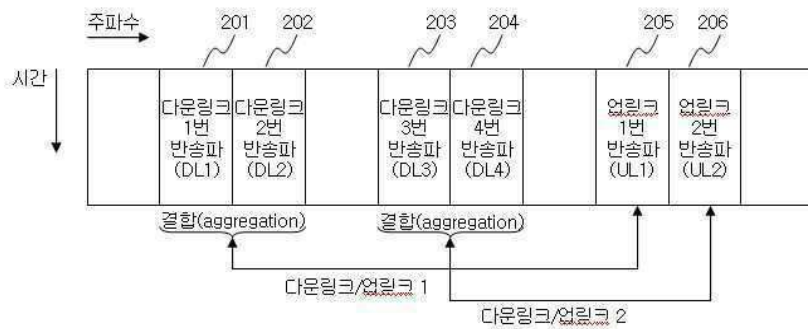 주파수
201
202
203
204
205
206
시간
다운링크
1번
반송파
(DL1)
다운링크
2번
반송파
(DL2)
다운링크
3번
반송파
(DL3)
다운링크
4번
반송파
(DL4)
업링크
1번
반송파
(UL1)
업링크
2번
반송파
(UL2)
결합(aggregation)
결합(aggregation)
다운링크/업링크 1
다운링크/업링크 2